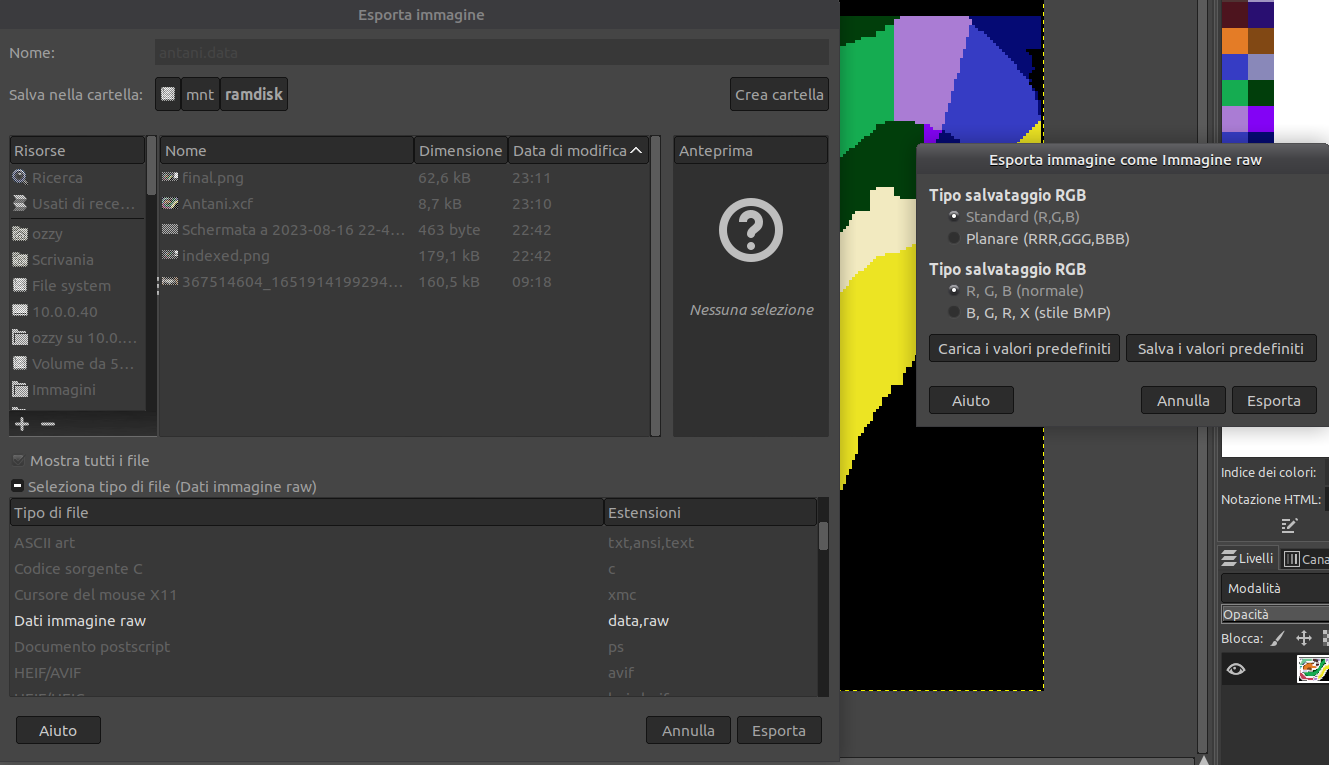 Esporta immagine
Nome:
antani.data
Salva nella cartella:
mnt
ramdisk
Crea cartella
Risorse
Ricerca
Usati di rece...
ozzy
Scrivania
File system
10.0.0.40
ozzy su 10.0....
Volume da 5...
Immagini
Nome Dimensione Data di modifica
final.png 62,6 kB 23:11
Antani.xcf 8,7 kB 23:10
Schermata a 2023-08-16 22-4... 463 byte 22:42
indexed.png 179,1 kB 22:42
367514604_1651914199294... 160,5 kB 09:18
Anteprima
Nessuna selezione
Mostra tutti i file
Seleziona tipo di file (Dati immagine raw)
Tipo di file Estensioni
ASCII art txt,ansi,text
Codice sorgente C c
Cursore del mouse X11 xmc
Dati immagine raw data,raw
Documento postscript ps
HEIF/AVIF avif
Aiuto
Annulla
Esporta
Esporta immagine come Immagine raw
Tipo salvataggio RGB
Standard (R,G,B)
Planare (RRR,GGG,BBB)
Tipo salvataggio RGB
R, G, B (normale)
B, G, R, X (stile BMP)
Carica i valori predefiniti
Salva i valori predefiniti
Aiuto
Annulla
Esporta
Indice dei colori:
Notazione HTML:
Livelli
Cana
Modalità
Opacità
Blocca: